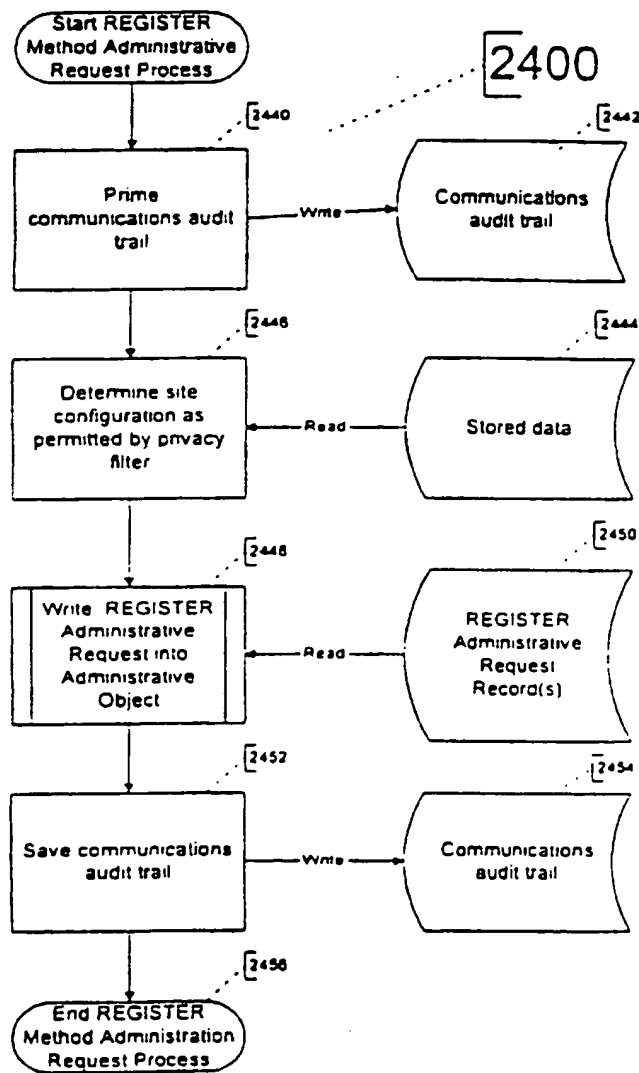 Start REGISTER
Method Administrative
Request Process
2400
2440
2442
Prime
communications audit
trail
Write
Communications
audit trail
2446
2444
Determine site
configuration as
permitted by privacy
filter
Read
Stored data
2448
2450
Write REGISTER
Administrative
Request into
Administrative
Object
Read
REGISTER
Administrative
Request
Record(s)
2452
2454
Save communications
audit trail
Write
Communications
audit trail
2456
End REGISTER
Method Administration
Request Process